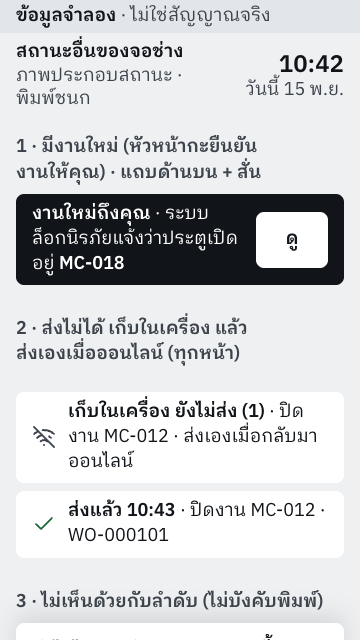 ข้อมูลจำลอง · ไม่ใช่สัญญาณจริง
สถานะอื่นของจอช่าง
ภาพประกอบสถานะ ·
พิมพ์ชนก
10:42
วันนี้ 15 พ.ย.
1 · มีงานใหม่ (หัวหน้ากะยืนยัน
งานให้คุณ) · แถบด้านบน + สั่น
งานใหม่ถึงคุณ · ระบบ
ล็อกนิรภัยแจ้งว่าประตูเปิด
อยู่ MC-018
ดู
2 · ส่งไม่ได้ เก็บในเครื่อง แล้ว
ส่งเองเมื่อออนไลน์ (ทุกหน้า)
เก็บในเครื่อง ยังไม่ส่ง (1) · ปิด
งาน MC-012 · ส่งเองเมื่อกลับมา
ออนไลน์
ส่งแล้ว 10:43 · ปิดงาน MC-012 ·
WO-000101
3 · ไม่เห็นด้วยกับลำดับ (ไม่บังคับพิมพ์)